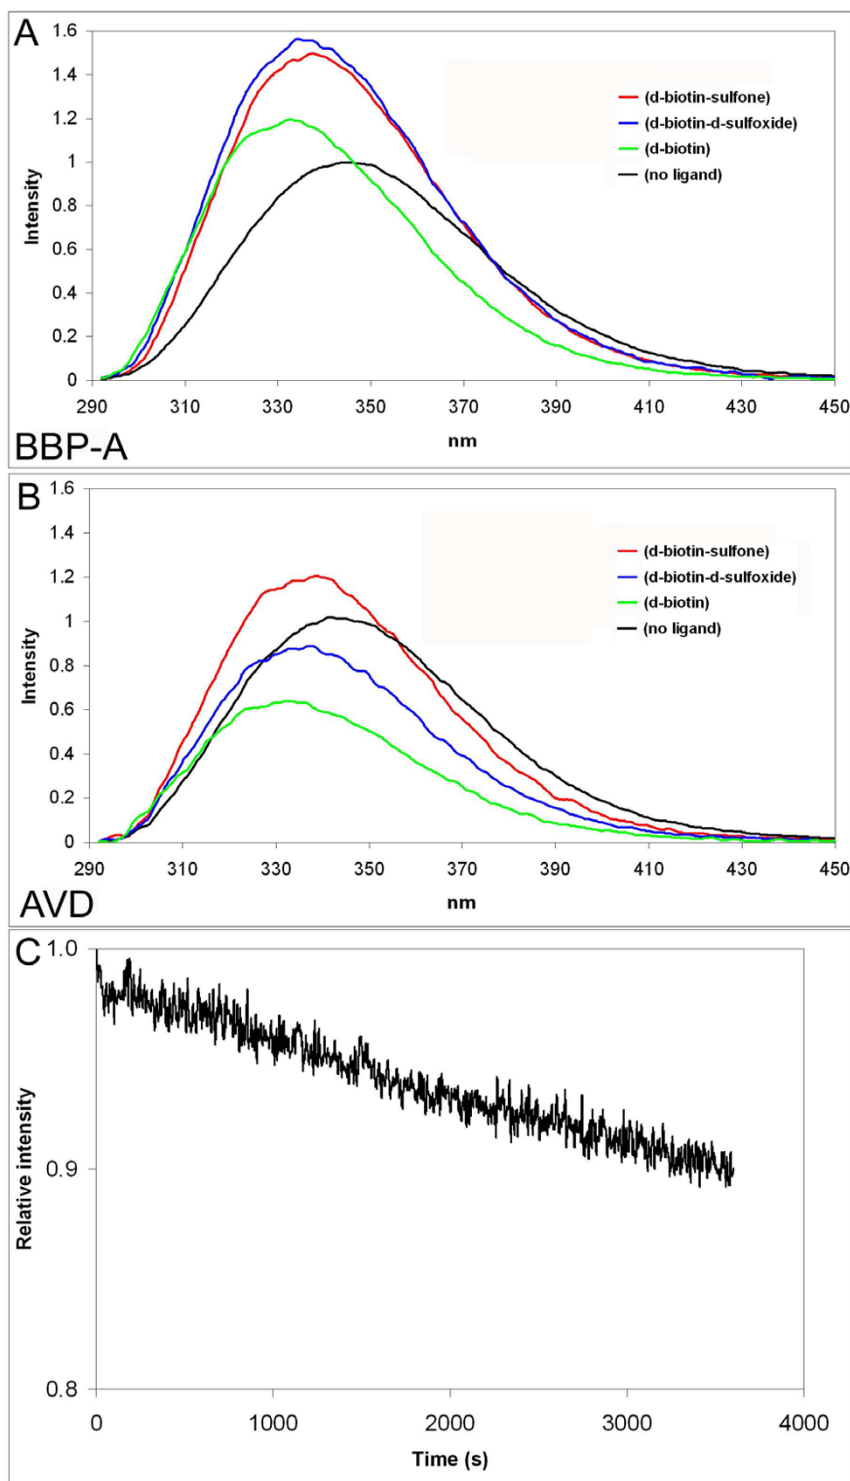 A
1.6
1.4
1.2
1
0.8
0.6
0.4
0.2
0
Intensity
(d-biotin-sulfone)
(d-biotin-d-sulfoxide)
(d-biotin)
(no ligand)
290 310 330 350 370 390 410 430 450
nm
BBP-A
B
1.6
1.4
1.2
1
0.8
0.6
0.4
0.2
0
Intensity
(d-biotin-sulfone)
(d-biotin-d-sulfoxide)
(d-biotin)
(no ligand)
290 310 330 350 370 390 410 430 450
nm
AVD
C
1.0
0.9
0.8
Relative intensity
0 1000 2000 3000 4000
Time (s)